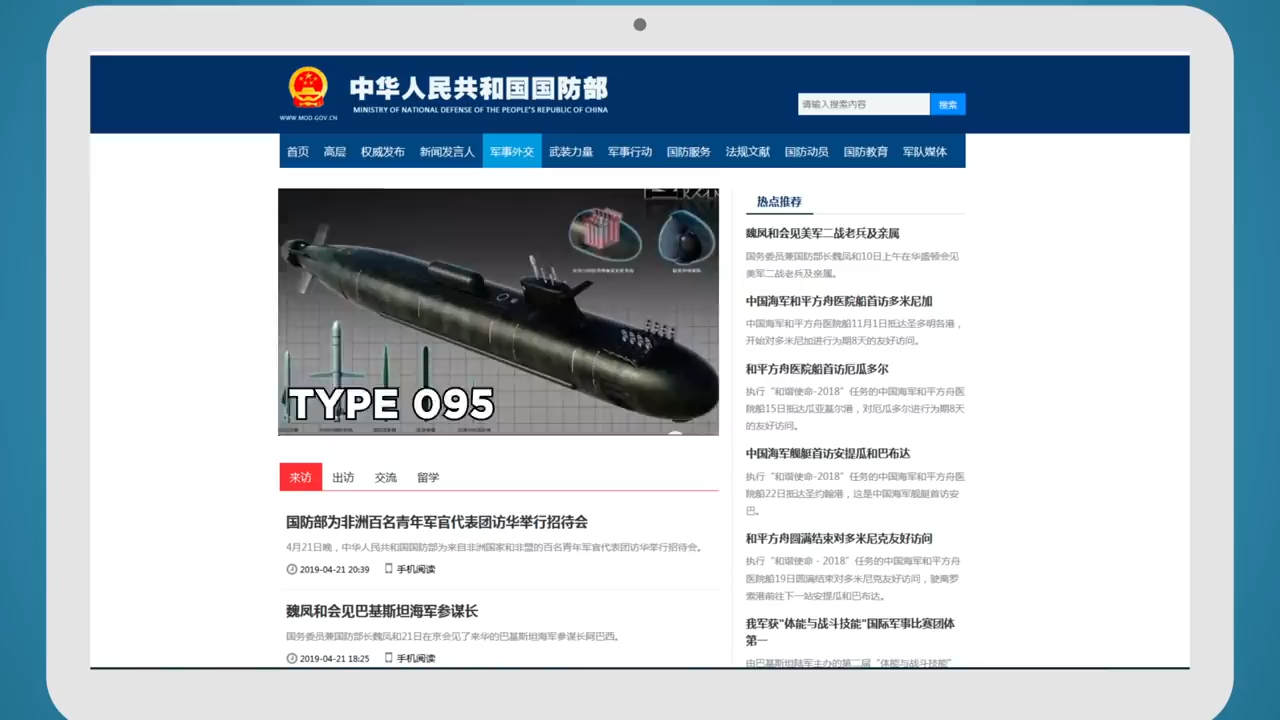 中华人民共和国国防部
MINISTRY OF NATIONAL DEFENSE OF THE PEOPLE'S REPUBLIC OF CHINA
WWW.MOD.GOV.CN
请输入搜索内容
搜索
首页 高层 权威发布 新闻发言人 军事外交 武装力量 军事行动 国防服务 法规文献 国防动员 国防教育 军队媒体
TYPE 095
来访 出访 交流 留学
国防部为非洲百名青年军官代表团访华举行招待会
4月21日晚，中华人民共和国国防部为来自非洲国家和非盟的百名青年军官代表团访华举行招待会。
2019-04-21 20:39 手机阅读
魏凤和会见巴基斯坦海军参谋长
国务委员兼国防部长魏凤和21日在京会见了来华的巴基斯坦海军参谋长阿巴西。
2019-04-21 18:25 手机阅读
热点推荐
魏凤和会见美军二战老兵及亲属
国务委员兼国防部长魏凤和10日上午在华盛顿会见
美军二战老兵及亲属。
中国海军和平方舟医院船首访多米尼加
中国海军和平方舟医院船11月1日抵达圣多明各港，
开始对多米尼加进行为期8天的友好访问。
和平方舟医院船首访厄瓜多尔
执行“和谐使命-2018”任务的中国海军和平方舟医
院船15日抵达瓜亚基尔港，对厄瓜多尔进行为期8天
的友好访问。
中国海军舰艇首访安提瓜和巴布达
执行“和谐使命-2018”任务的中国海军和平方舟医
院船22日抵达圣约翰港，这是中国海军舰艇首访安
巴。
和平方舟圆满结束对多米尼克友好访问
执行“和谐使命－2018”任务的中国海军和平方舟
医院船19日圆满结束对多米尼克友好访问，驶离罗
索港前往下一站安提瓜和巴布达。
我军获"体能与战斗技能"国际军事比赛团体
第一
由巴基斯坦陆军主办的第二届“体能与战斗技能”